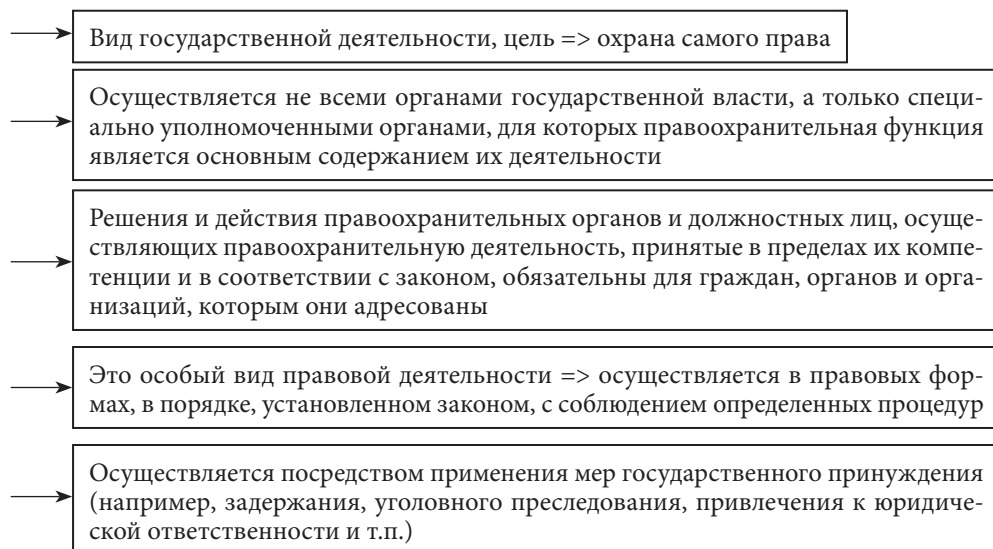 Вид государственной деятельности, цель => охрана самого права
Осуществляется не всеми органами государственной власти, а только специ-
ально уполномоченными органами, для которых правоохранительная функция
является основным содержанием их деятельности
Решения и действия правоохранительных органов и должностных лиц, осуще-
ствляющих правоохранительную деятельность, принятые в пределах их компе-
тенции и в соответствии с законом, обязательны для граждан, органов и орга-
низаций, которым они адресованы
Это особый вид правовой деятельности => осуществляется в правовых фор-
мах, в порядке, установленном законом, с соблюдением определенных процедур
Осуществляется посредством применения мер государственного принуждения
(например, задержания, уголовного преследования, привлечения к юридиче-
ской ответственности и т.п.)